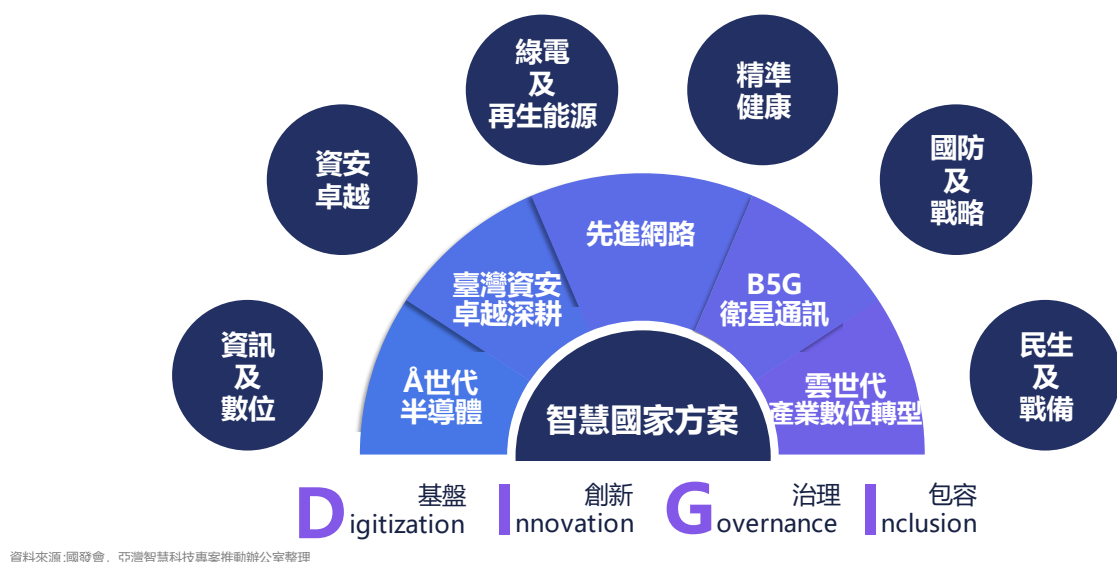 綠電
及
再生能源
精準
健康
資安
卓越
國防
及
戰略
資訊
及
數位
民生
及
戰備
先進網路
臺灣資安
卓越深耕
B5G
衛星通訊
Å世代
半導體
雲世代
產業數位轉型
智慧國家方案
基盤
Digitization
創新
Innovation
治理
Governance
包容
Inclusion
資料來源:國發會、亞灣智慧科技專案推動辦公室整理